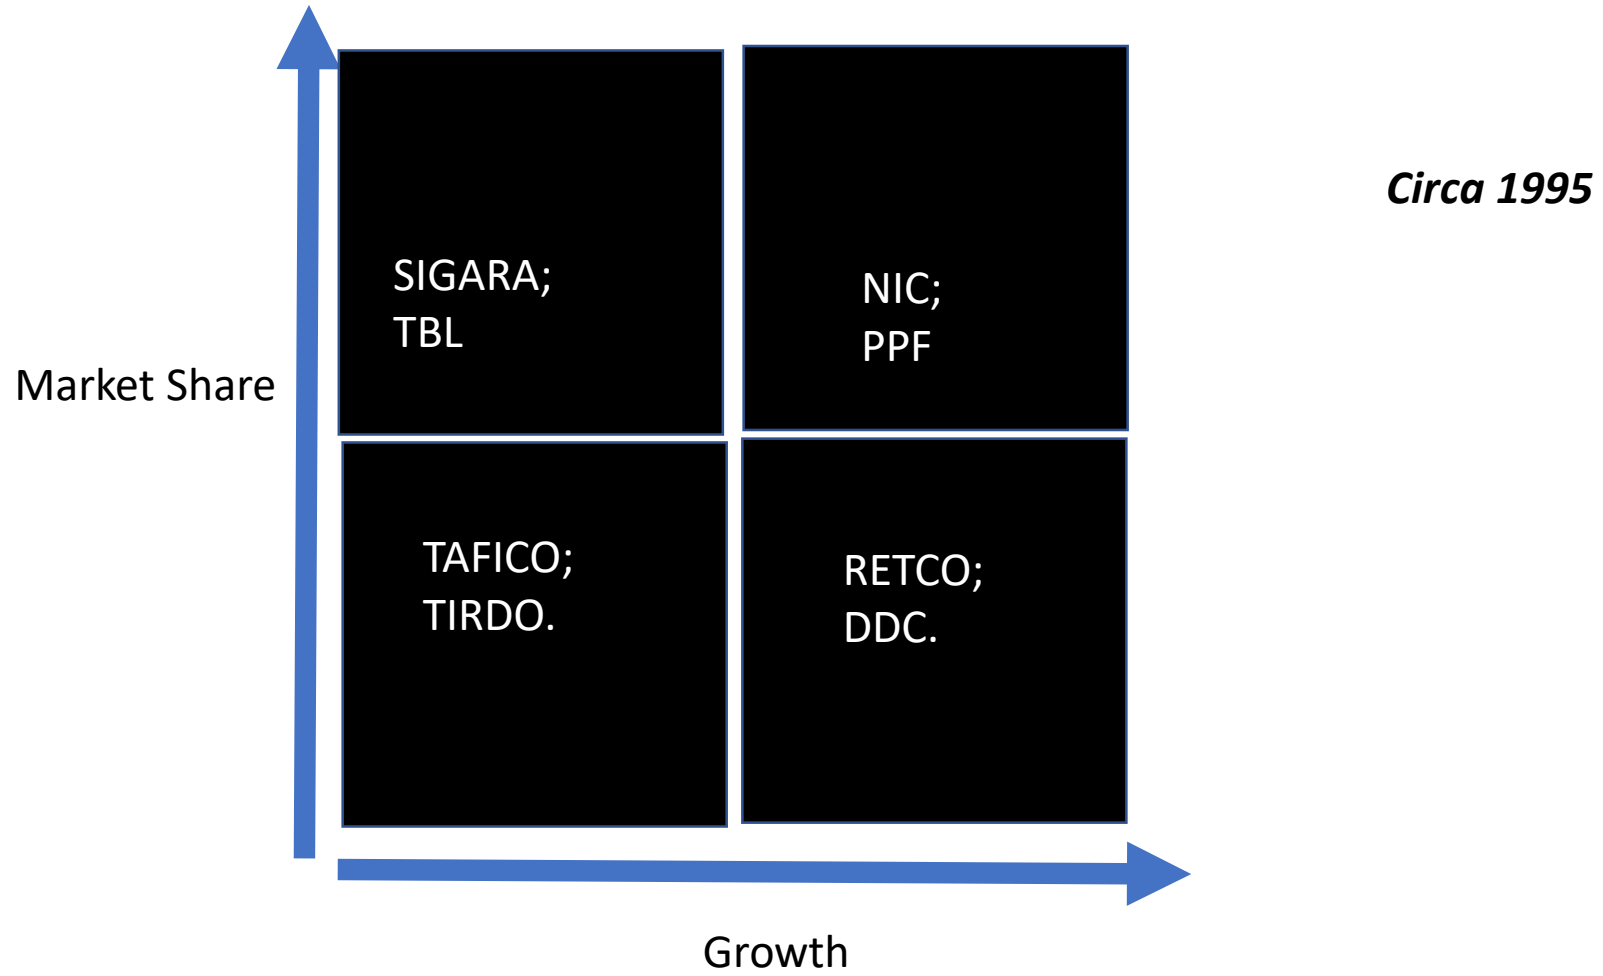 Circa 1995
SIGARA;
TBL
NIC;
PPF
Market Share
TAFICO;
TIRDO.
RETCO;
DDC.
Growth